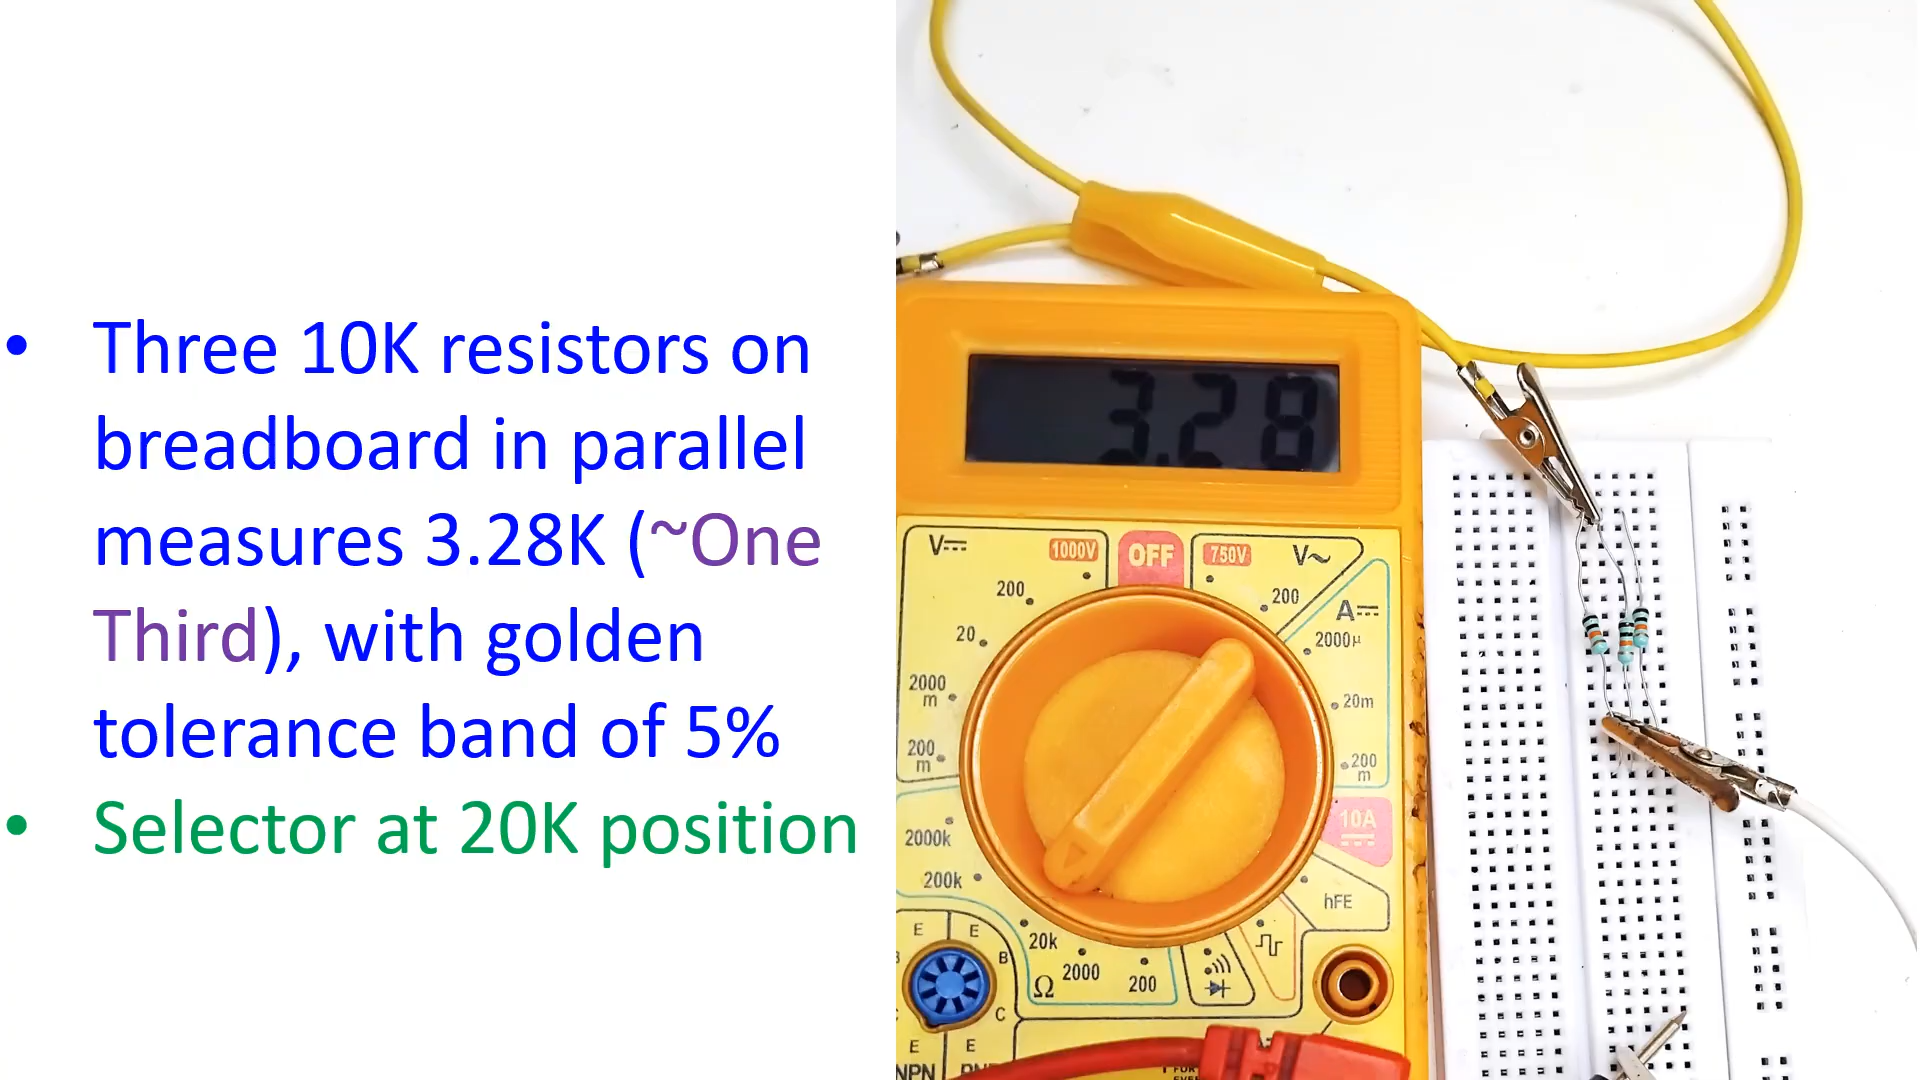 • Three 10K resistors on
breadboard in parallel
measures 3.28K (~One
Third), with golden
tolerance band of 5%
• Selector at 20K position
3.28
V⎓ 1000V OFF 750V V~
200 200
A⎓
20 2000µ
2000
m
20m
200
m
200
m
2000k
10A
200k
hFE
20k
2000
200
Ω
E E
B B
C C
E E
NPN
FOR